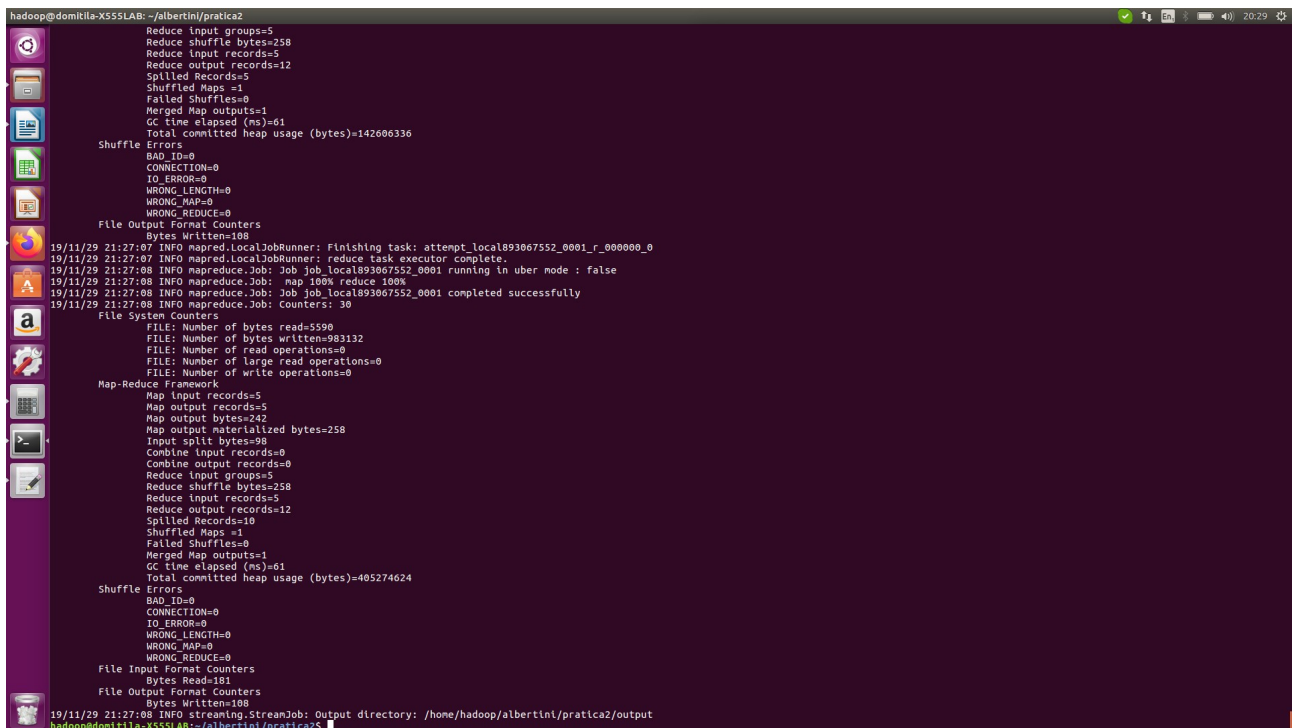 hadoop@domitila-X555LAB: ~/albertini/pratica2
En
20:29
Reduce input groups=5
Reduce shuffle bytes=258
Reduce input records=5
Reduce output records=12
Spilled Records=5
Shuffled Maps =1
Failed Shuffles=0
Merged Map outputs=1
GC time elapsed (ms)=61
Total committed heap usage (bytes)=142606336
Shuffle Errors
BAD_ID=0
CONNECTION=0
IO_ERROR=0
WRONG_LENGTH=0
WRONG_MAP=0
WRONG_REDUCE=0
File Output Format Counters
Bytes Written=108
19/11/29 21:27:07 INFO mapred.LocalJobRunner: Finishing task: attempt_local893067552_0001_r_000000_0
19/11/29 21:27:07 INFO mapred.LocalJobRunner: reduce task executor complete.
19/11/29 21:27:08 INFO mapreduce.Job: Job job_local893067552_0001 running in uber mode : false
19/11/29 21:27:08 INFO mapreduce.Job:  map 100% reduce 100%
19/11/29 21:27:08 INFO mapreduce.Job: Job job_local893067552_0001 completed successfully
19/11/29 21:27:08 INFO mapreduce.Job: Counters: 30
File System Counters
FILE: Number of bytes read=5590
FILE: Number of bytes written=983132
FILE: Number of read operations=0
FILE: Number of large read operations=0
FILE: Number of write operations=0
Map-Reduce Framework
Map input records=5
Map output records=5
Map output bytes=242
Map output materialized bytes=258
Input split bytes=98
Combine input records=0
Combine output records=0
Reduce input groups=5
Reduce shuffle bytes=258
Reduce input records=5
Reduce output records=12
Spilled Records=10
Shuffled Maps =1
Failed Shuffles=0
Merged Map outputs=1
GC time elapsed (ms)=61
Total committed heap usage (bytes)=405274624
Shuffle Errors
BAD_ID=0
CONNECTION=0
IO_ERROR=0
WRONG_LENGTH=0
WRONG_MAP=0
WRONG_REDUCE=0
File Input Format Counters
Bytes Read=181
File Output Format Counters
Bytes Written=108
19/11/29 21:27:08 INFO streaming.StreamJob: Output directory: /home/hadoop/albertini/pratica2/output
hadoop@domitila-X555LAB:~/albertini/pratica2$